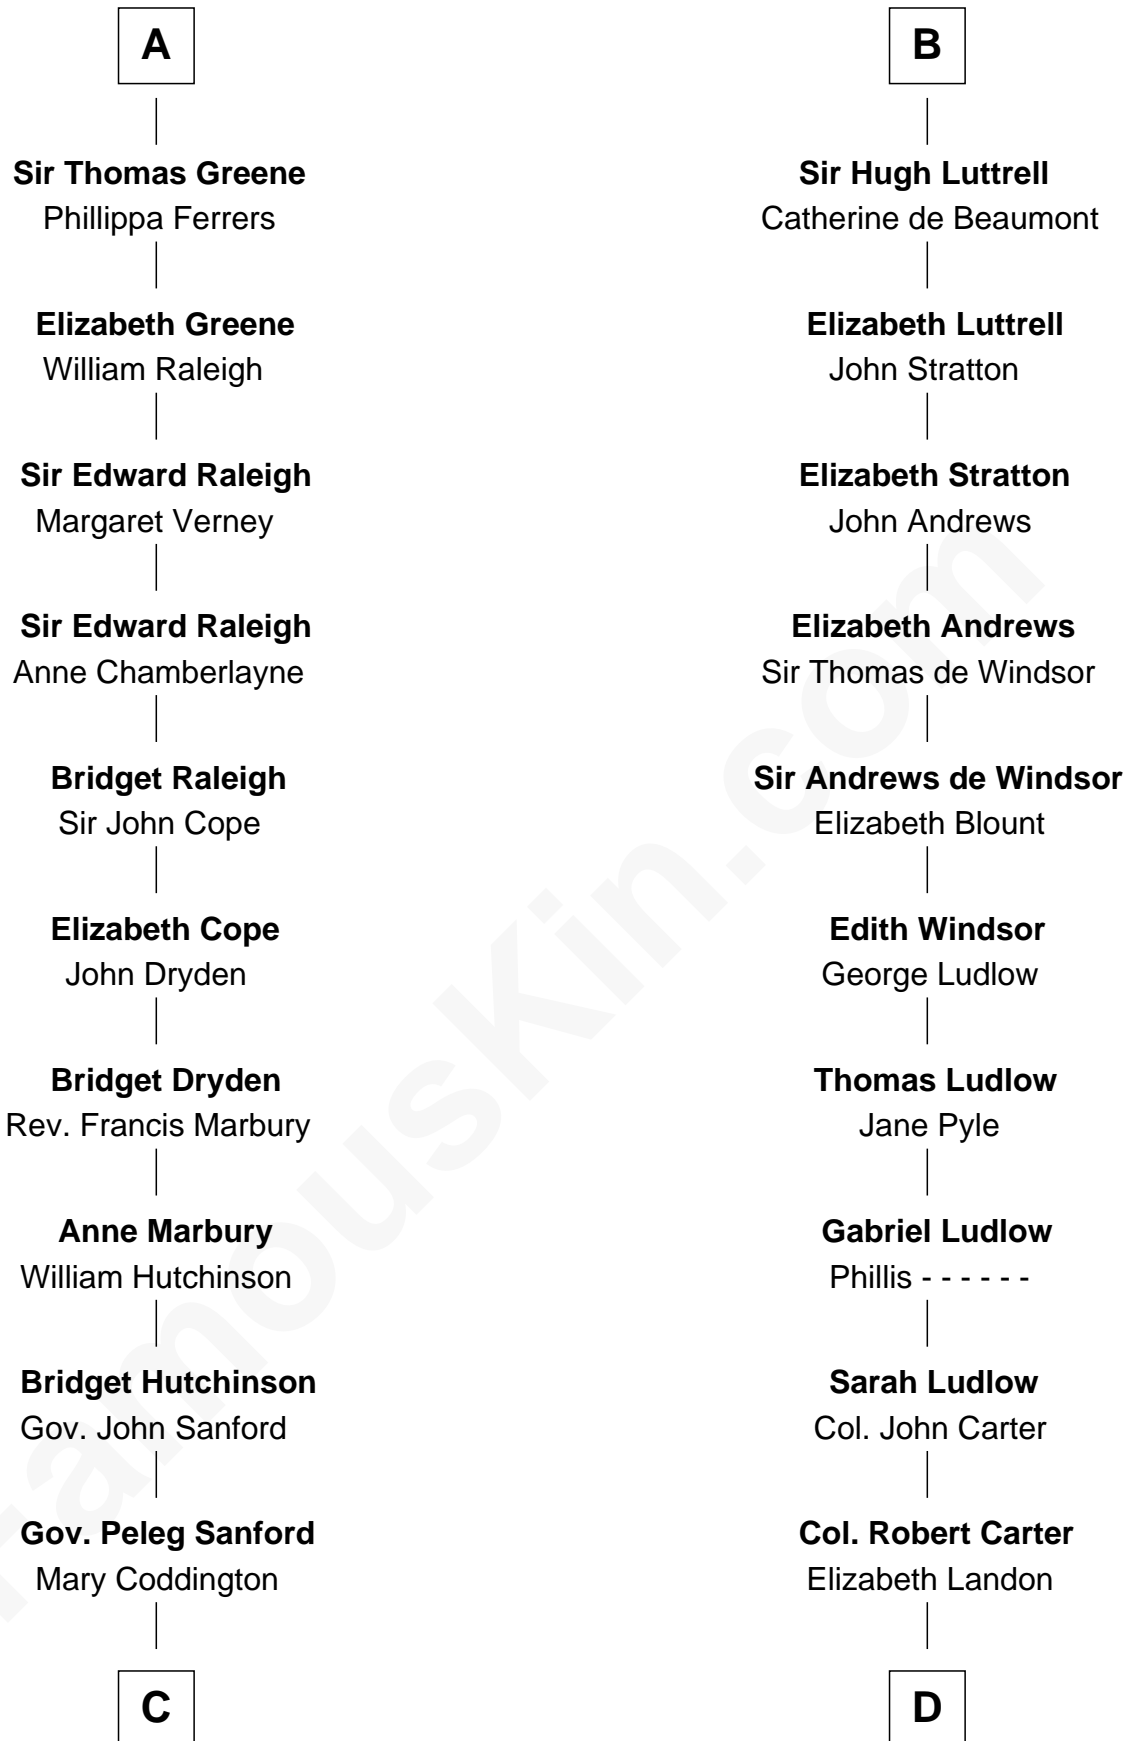 A
Sir Thomas Greene
Phillippa Ferrers
Elizabeth Greene
William Raleigh
Sir Edward Raleigh
Margaret Verney
Sir Edward Raleigh
Anne Chamberlayne
Bridget Raleigh
Sir John Cope
Elizabeth Cope
John Dryden
Bridget Dryden
Rev. Francis Marbury
Anne Marbury
William Hutchinson
Bridget Hutchinson
Gov. John Sanford
Gov. Peleg Sanford
Mary Coddington
C
B
Sir Hugh Luttrell
Catherine de Beaumont
Elizabeth Luttrell
John Stratton
Elizabeth Stratton
John Andrews
Elizabeth Andrews
Sir Thomas de Windsor
Sir Andrews de Windsor
Elizabeth Blount
Edith Windsor
George Ludlow
Thomas Ludlow
Jane Pyle
Gabriel Ludlow
Phillis - - - - - -
Sarah Ludlow
Col. John Carter
Col. Robert Carter
Elizabeth Landon
D
FamousKin.com